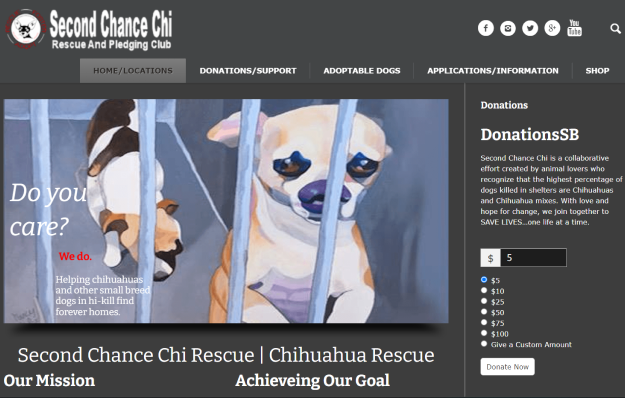 Second Chance Chi
Rescue And Pledging Club
You
Tube
HOME/LOCATIONS
DONATIONS/SUPPORT
ADOPTABLE DOGS
APPLICATIONS/INFORMATION
SHOP
Do you
care?
We do.
Helping chihuahuas
and other small breed
dogs in hi-kill find
forever homes.
Second Chance Chi Rescue | Chihuahua Rescue
Our Mission
Achieveing Our Goal
Donations
DonationsSB
Second Chance Chi is a collaborative
effort created by animal lovers who
recognize that the highest percentage of
dogs killed in shelters are Chihuahuas
and Chihuahua mixes. With love and
hope for change, we join together to
SAVE LIVES...one life at a time.
$ 5
$5
$10
$25
$50
$75
$100
Give a Custom Amount
Donate Now